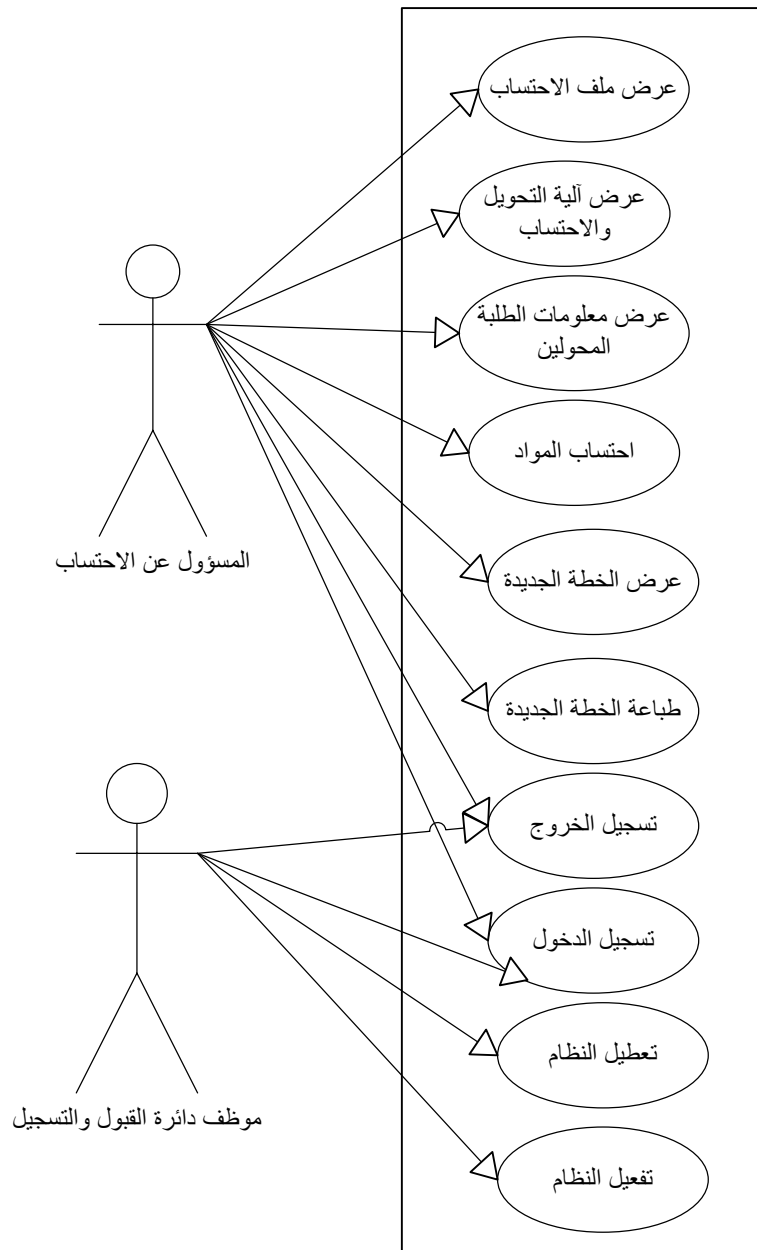 عرض ملف الاحتساب
عرض آلية التحويل
والاحتساب
عرض معلومات الطلبة
المحولين
احتساب المواد
المسؤول عن الاحتساب
عرض الخطة الجديدة
طباعة الخطة الجديدة
تسجيل الخروج
تسجيل الدخول
تعطيل النظام
موظف دائرة القبول والتسجيل
تفعيل النظام